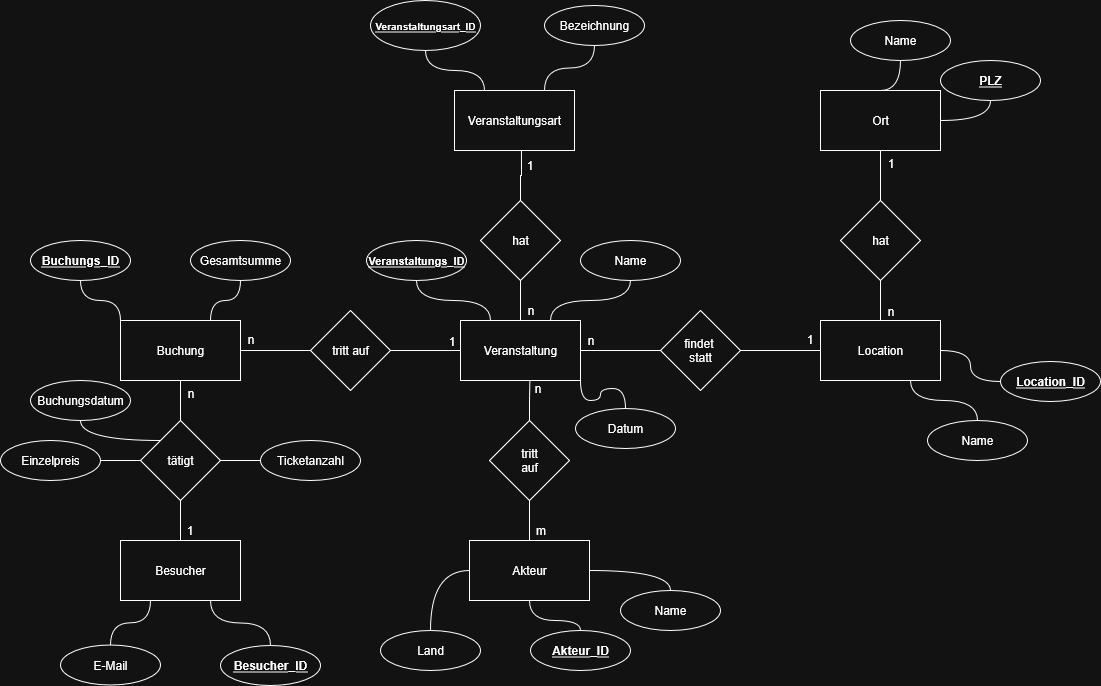 Veranstaltungsart_ID
Bezeichnung
Name
PLZ
Veranstaltungsart
Ort
1
1
hat
hat
Buchungs_ID
Gesamtsumme
Veranstaltungs_ID
Name
n
n
Buchung
n
tritt auf
1
Veranstaltung
n
findet
statt
1
Location
Location_ID
n
n
Buchungsdatum
Datum
Name
Einzelpreis
tätigt
Ticketanzahl
tritt
auf
1
m
Besucher
Akteur
Name
E-Mail
Besucher_ID
Land
Akteur_ID